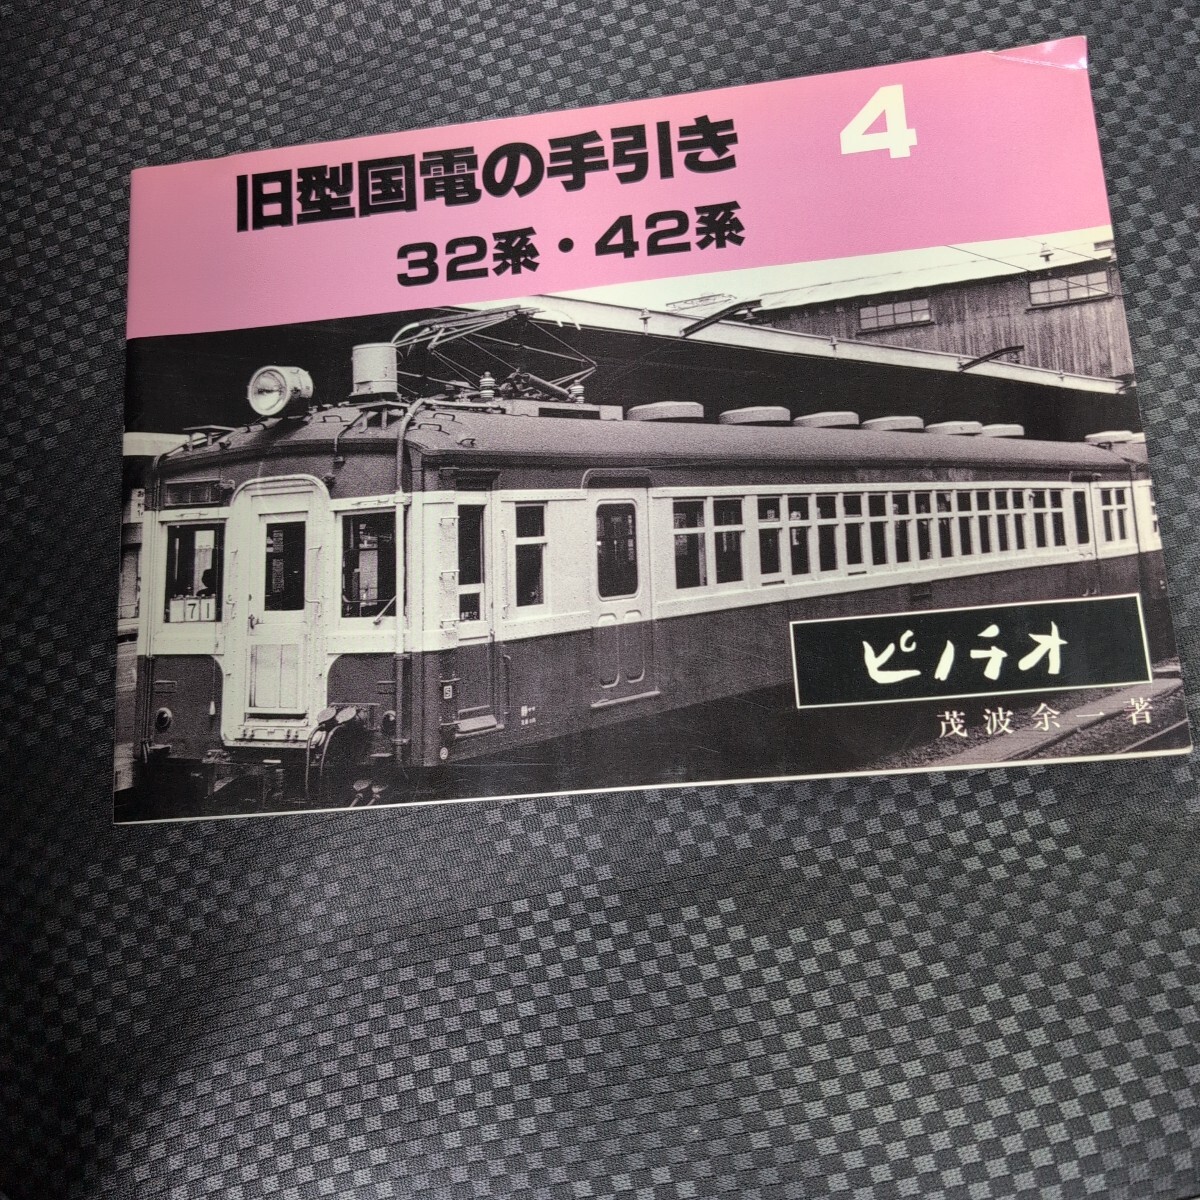 旧型国電の手引き 4
32系・42系
71
ピノチオ
茂波余一著